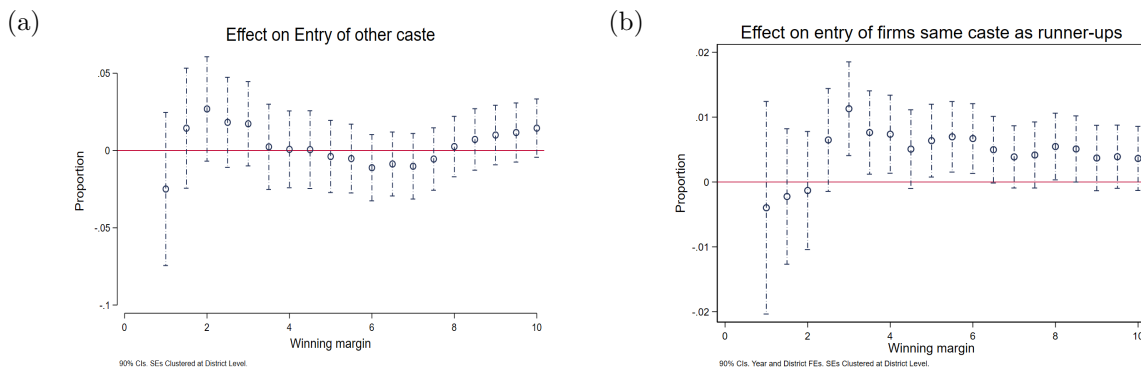 (a)
Effect on Entry of other caste
.05
0
-.05
-.1
Proportion
0 2 4 6 8 10
Winning margin
90% CIs. SEs Clustered at District Level.
(b)
Effect on entry of firms same caste as runner-ups
.02
.01
0
-.01
-.02
Proportion
0 2 4 6 8 10
Winning margin
90% CIs. Year and District FEs. SEs Clustered at District Level.